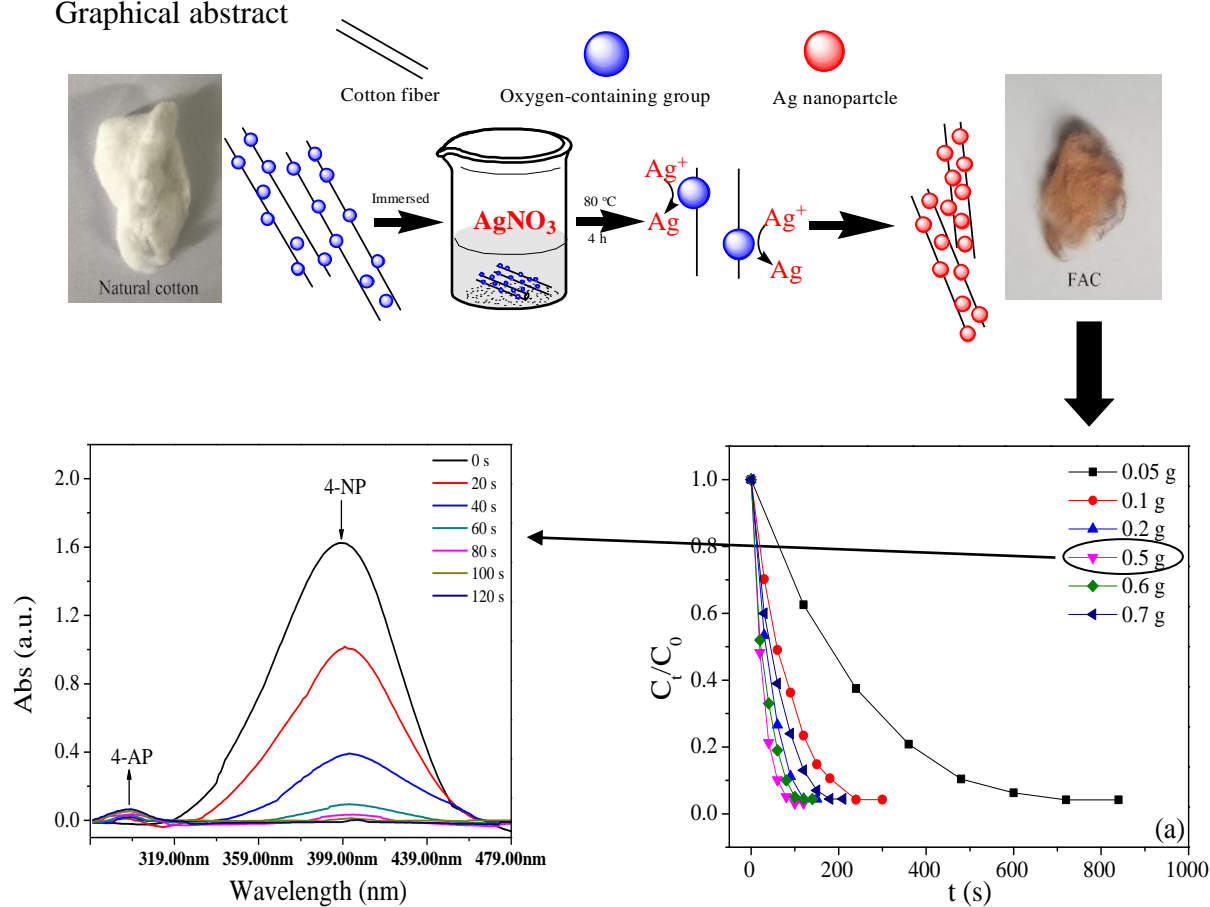 Graphical abstract
Cotton fiber
Oxygen-containing group
Ag nanopartcle
Natural cotton
Immersed
AgNO₃
80 °C
4 h
Ag⁺
Ag
Ag⁺
Ag
FAC
Abs (a.u.)
2.0
1.6
1.2
0.8
0.4
0.0
4-NP
4-AP
0 s
20 s
40 s
60 s
80 s
100 s
120 s
319.00nm 359.00nm 399.00nm 439.00nm 479.00nm
Wavelength (nm)
Cₜ/C₀
1.0
0.8
0.6
0.4
0.2
0.0
0.05 g
0.1 g
0.2 g
0.5 g
0.6 g
0.7 g
(a)
0 200 400 600 800 1000
t (s)